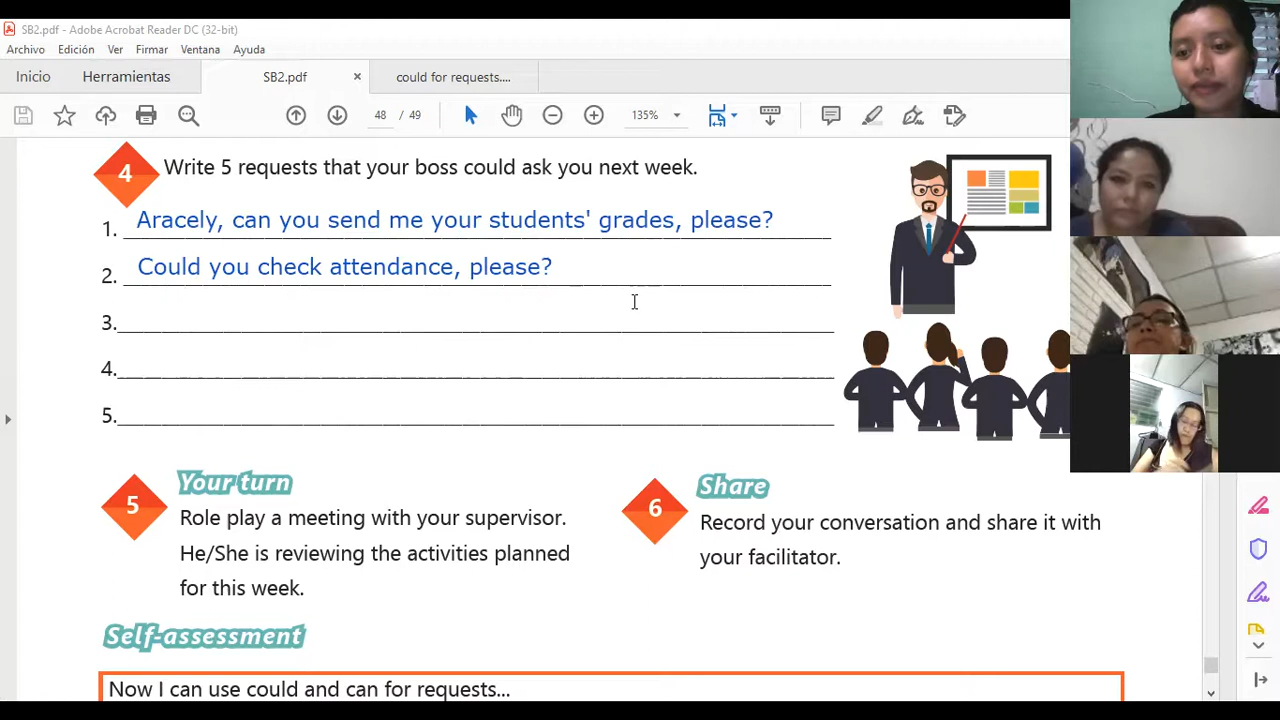 SB2.pdf - Adobe Acrobat Reader DC (32-bit)
Archivo Edición Ver Firmar Ventana Ayuda
Inicio Herramientas SB2.pdf × could for requests....
48 / 49 135%
4 Write 5 requests that your boss could ask you next week.
1. Aracely, can you send me your students' grades, please?
2. Could you check attendance, please?
3.
4.
5.
5 Your turn
Role play a meeting with your supervisor.
He/She is reviewing the activities planned
for this week.
6 Share
Record your conversation and share it with
your facilitator.
Self-assessment
Now I can use could and can for requests...